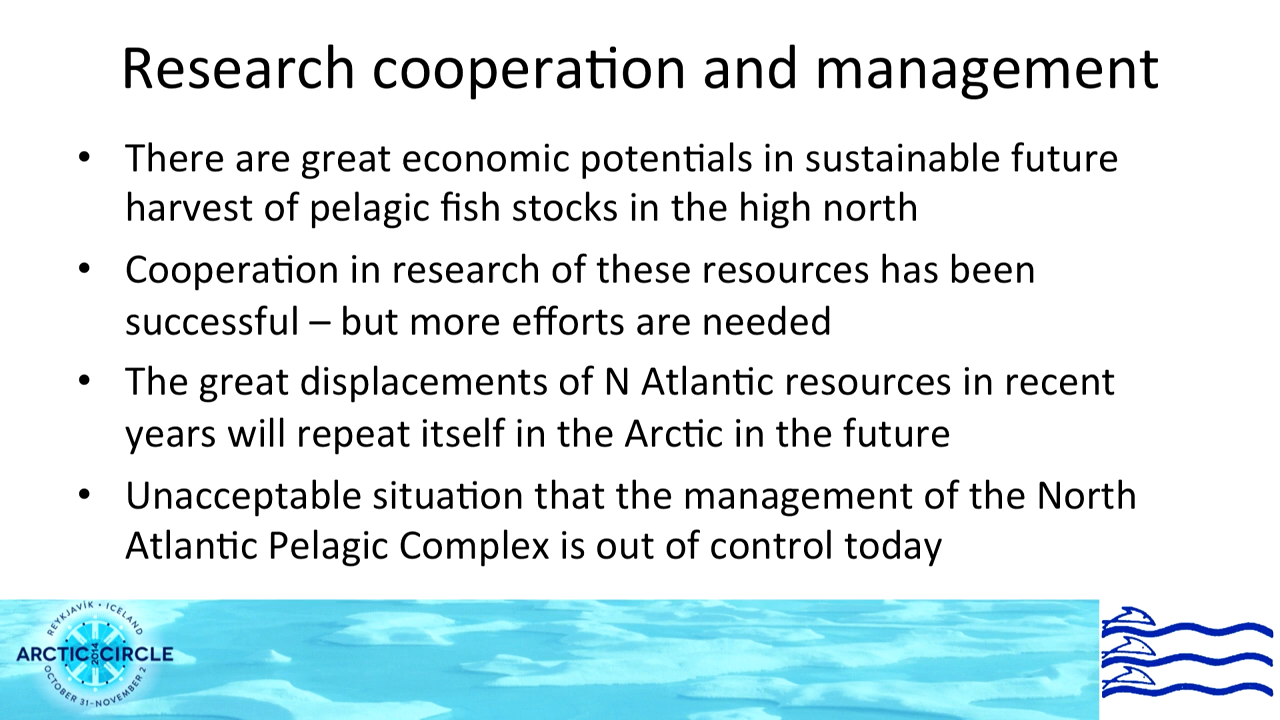 Research cooperation and management
• There are great economic potentials in sustainable future
harvest of pelagic fish stocks in the high north
• Cooperation in research of these resources has been
successful – but more efforts are needed
• The great displacements of N Atlantic resources in recent
years will repeat itself in the Arctic in the future
• Unacceptable situation that the management of the North
Atlantic Pelagic Complex is out of control today
REYKJAVÍK • ICELAND
ARCTIC CIRCLE
2014
OCTOBER 31–NOVEMBER 2